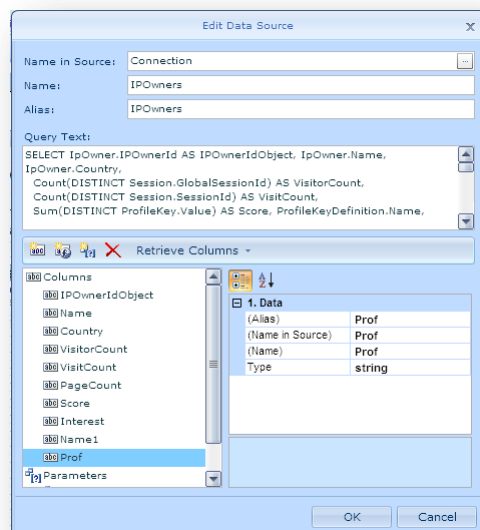 Edit Data Source
x
Name in Source: Connection ...
Name: IPOwners
Alias: IPOwners
Query Text:
SELECT IpOwner.IPOwnerId AS IPOwnerIdObject, IpOwner.Name,
IpOwner.Country,
Count(DISTINCT Session.GlobalSessionId) AS VisitorCount,
Count(DISTINCT Session.SessionId) AS VisitCount,
Sum(DISTINCT ProfileKey.Value) AS Score, ProfileKeyDefinition.Name,
Retrieve Columns
Columns
IPOwnerIdObject
Name
Country
VisitorCount
VisitCount
PageCount
Score
Interest
Name1
Prof
Parameters
1. Data
(Alias) Prof
(Name in Source) Prof
(Name) Prof
Type string
OK
Cancel